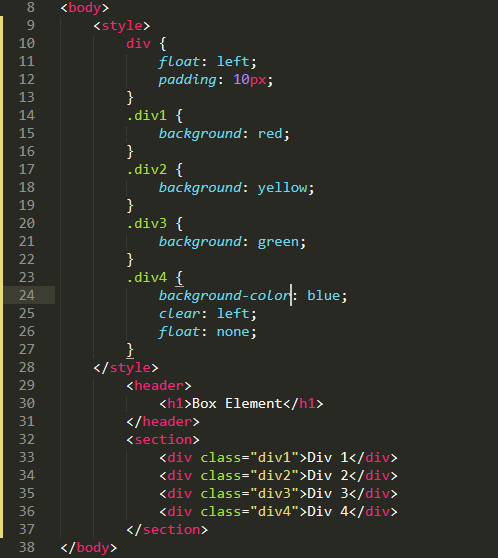 8 <body>
9 <style>
10 div {
11 float: left;
12 padding: 10px;
13 }
14 .div1 {
15 background: red;
16 }
17 .div2 {
18 background: yellow;
19 }
20 .div3 {
21 background: green;
22 }
23 .div4 {
24 background-color: blue;
25 clear: left;
26 float: none;
27 }
28 </style>
29 <header>
30 <h1>Box Element</h1>
31 </header>
32 <section>
33 <div class="div1">Div 1</div>
34 <div class="div2">Div 2</div>
35 <div class="div3">Div 3</div>
36 <div class="div4">Div 4</div>
37 </section>
38 </body>